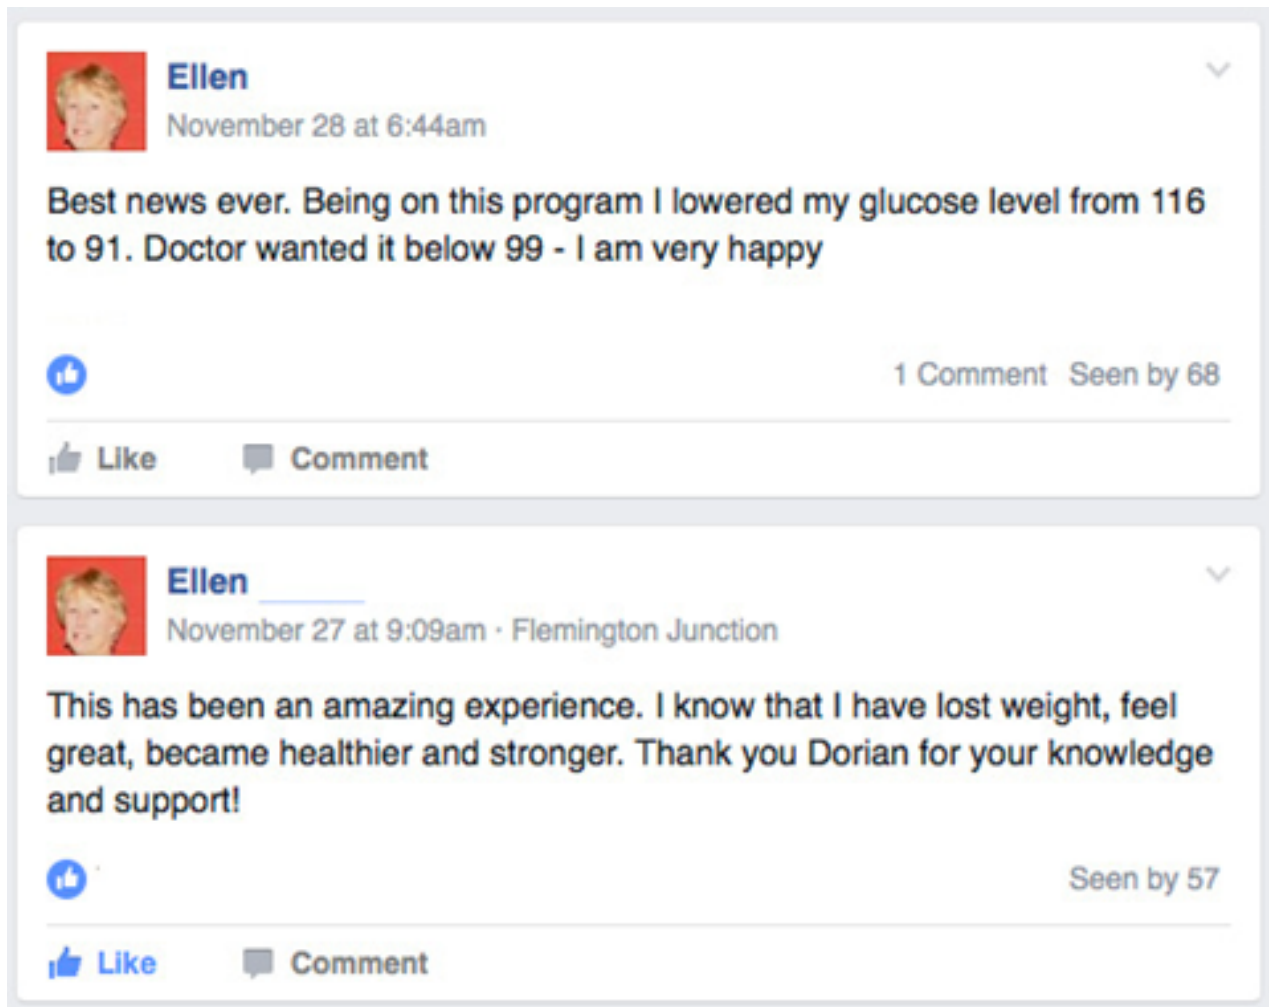 Ellen
November 28 at 6:44am
Best news ever. Being on this program I lowered my glucose level from 116
to 91. Doctor wanted it below 99 - I am very happy
1 Comment Seen by 68
Like Comment
Ellen
November 27 at 9:09am · Flemington Junction
This has been an amazing experience. I know that I have lost weight, feel
great, became healthier and stronger. Thank you Dorian for your knowledge
and support!
Seen by 57
Like Comment